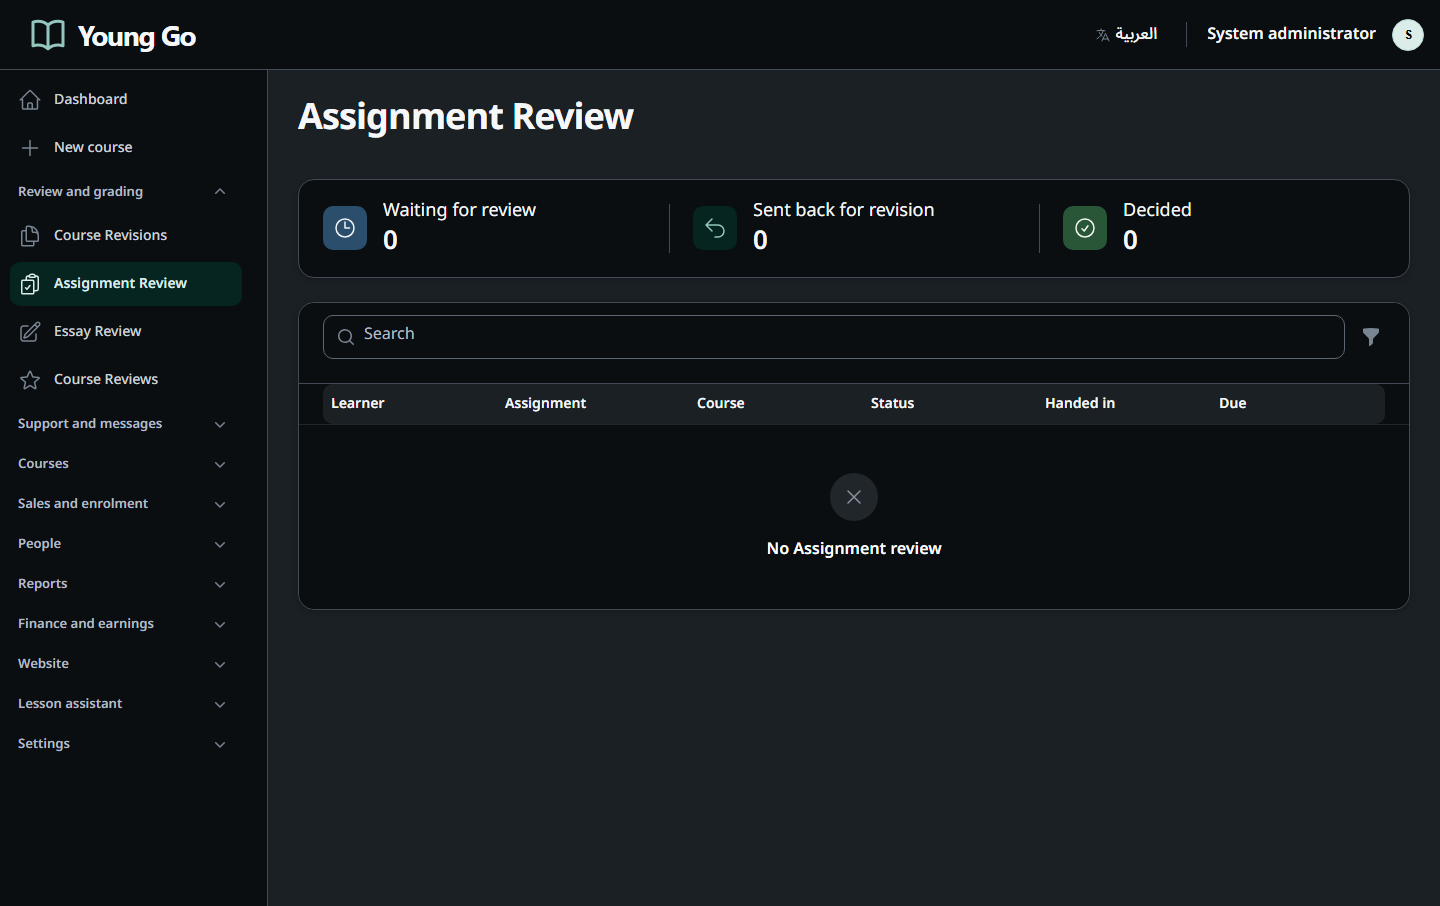 Young Go
العربية
System administrator
S
Dashboard
New course
Review and grading
Course Revisions
Assignment Review
Essay Review
Course Reviews
Support and messages
Courses
Sales and enrolment
People
Reports
Finance and earnings
Website
Lesson assistant
Settings
Assignment Review
Waiting for review
0
Sent back for revision
0
Decided
0
Search
Learner Assignment Course Status Handed in Due
No Assignment review